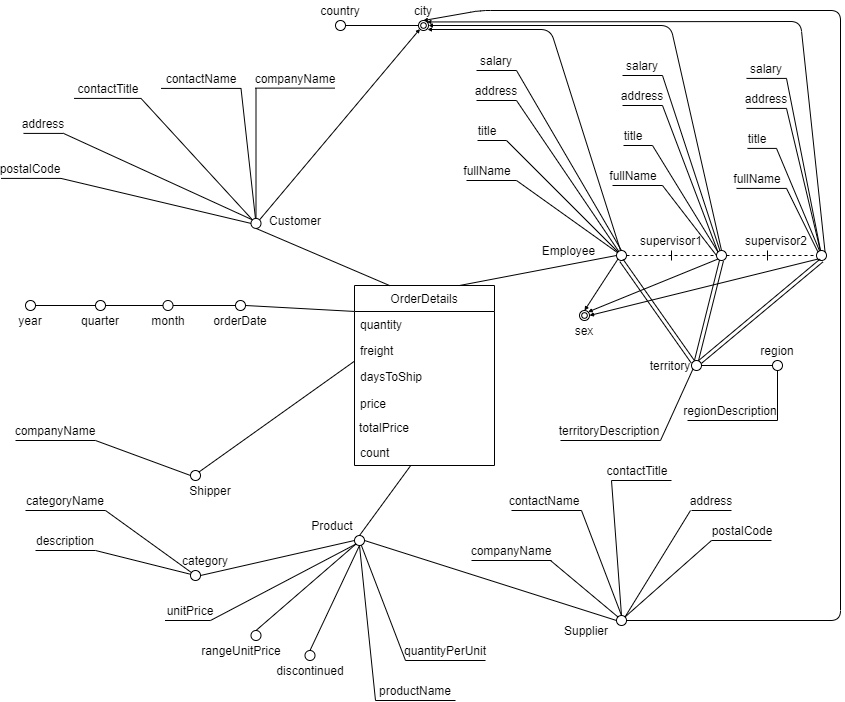 country
city
contactTitle
contactName
companyName
address
postalCode
Customer
salary
address
title
fullName
salary
address
title
fullName
salary
address
title
fullName
Employee
supervisor1
supervisor2
sex
year
quarter
month
orderDate
OrderDetails
quantity
freight
daysToShip
price
totalPrice
count
territory
region
regionDescription
territoryDescription
companyName
Shipper
categoryName
description
category
Product
unitPrice
rangeUnitPrice
discontinued
productName
quantityPerUnit
contactTitle
contactName
address
companyName
postalCode
Supplier